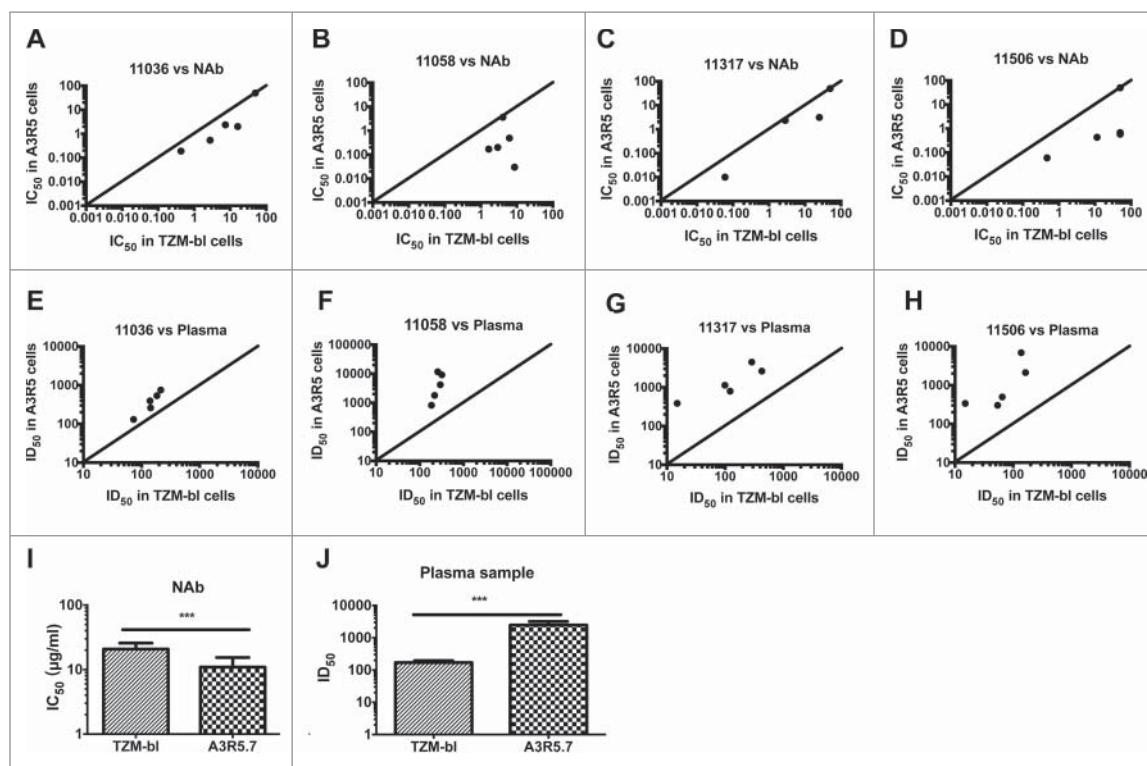 A
11036 vs NAb
IC50 in A3R5 cells
100
10
1
0.100
0.010
0.001
0.001 0.010 0.100 1 10 100
IC50 in TZM-bl cells
B
11058 vs NAb
IC50 in A3R5 cells
100
10
1
0.100
0.010
0.001
0.001 0.010 0.100 1 10 100
IC50 in TZM-bl cells
C
11317 vs NAb
IC50 in A3R5 cells
100
10
1
0.100
0.010
0.001
0.001 0.010 0.100 1 10 100
IC50 in TZM-bl cells
D
11506 vs NAb
IC50 in A3R5 cells
100
10
1
0.100
0.010
0.001
0.001 0.010 0.100 1 10 100
IC50 in TZM-bl cells
E
11036 vs Plasma
ID50 in A3R5 cells
10000
1000
100
10
10 100 1000 10000
ID50 in TZM-bl cells
F
11058 vs Plasma
ID50 in A3R5 cells
100000
10000
1000
100
10
10 100 1000 10000 100000
ID50 in TZM-bl cells
G
11317 vs Plasma
ID50 in A3R5 cells
10000
1000
100
10
10 100 1000 10000
ID50 in TZM-bl cells
H
11506 vs Plasma
ID50 in A3R5 cells
10000
1000
100
10
10 100 1000 10000
ID50 in TZM-bl cells
I
NAb
***
IC50 (µg/ml)
100
10
1
TZM-bl A3R5.7
J
Plasma sample
***
ID50
10000
1000
100
10
1
TZM-bl A3R5.7